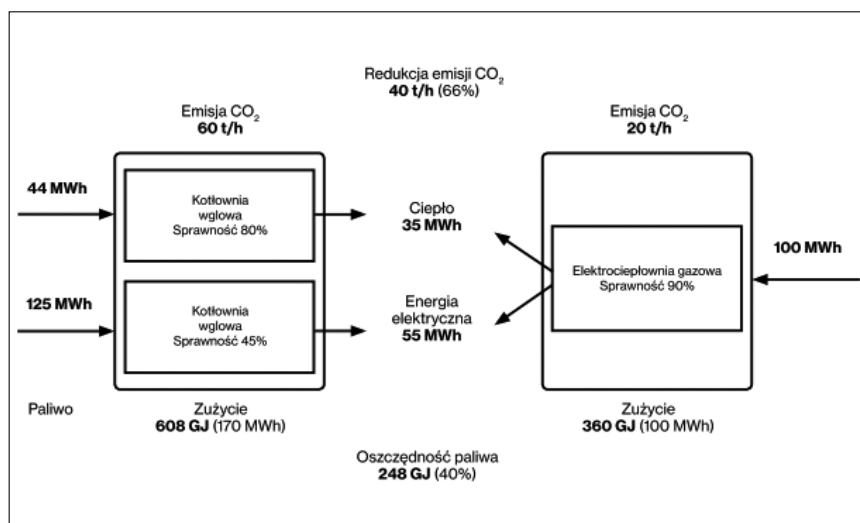 Redukcja emisji CO₂
40 t/h (66%)
Emisja CO₂
60 t/h
Emisja CO₂
20 t/h
44 MWh
Kotłownia
wglowa
Sprawność 80%
Ciepło
35 MWh
100 MWh
Elektrociepłownia gazowa
Sprawność 90%
125 MWh
Kotłownia
wglowa
Sprawność 45%
Energia
elektryczna
55 MWh
Paliwo
Zużycie
608 GJ (170 MWh)
Zużycie
360 GJ (100 MWh)
Oszczędność paliwa
248 GJ (40%)